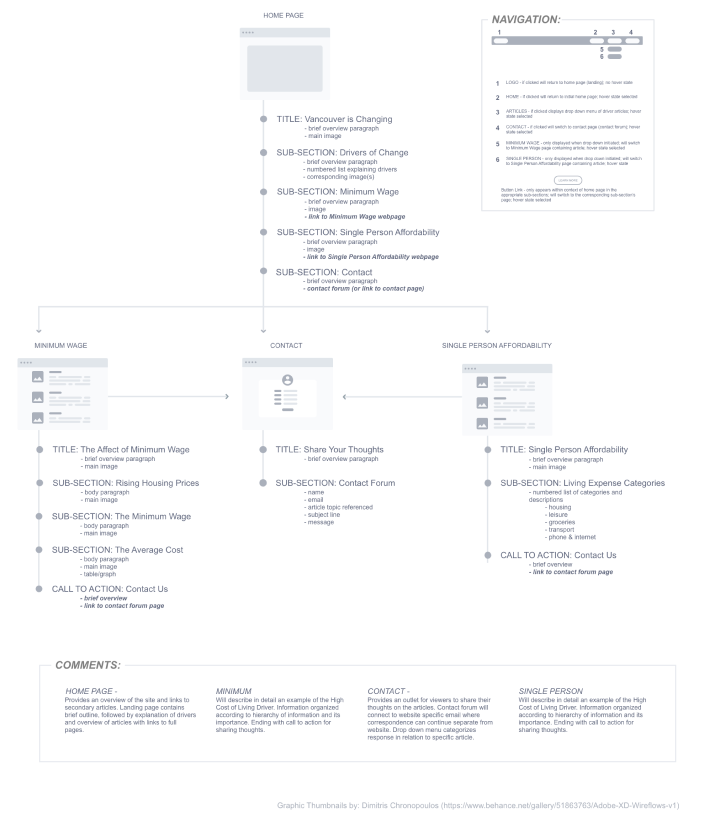 HOME PAGE
TITLE: Vancouver is Changing
- brief overview paragraph
- main image
SUB-SECTION: Drivers of Change
- brief overview paragraph
- numbered list explaining drivers
- corresponding image(s)
SUB-SECTION: Minimum Wage
- brief overview paragraph
- image
- link to Minimum Wage webpage
SUB-SECTION: Single Person Affordability
- brief overview paragraph
- image
- link to Single Person Affordability webpage
SUB-SECTION: Contact
- brief overview paragraph
- contact forum (or link to contact page)
NAVIGATION:
1 2 3 4
5
6
1 LOGO - if clicked will return to home page (landing); no hover state
2 HOME - if clicked will return to initial home page; hover state selected
3 ARTICLES - if clicked displays drop down menu of driver articles; hover
state selected
4 CONTACT - if clicked will switch to contact page (contact forum); hover
state selected
5 MINIMUM WAGE - only displayed when drop down initiated; will switch
to Minimum Wage page containing article; hover state selected
6 SINGLE PERSON - only displayed when drop down initiated; will switch
to Single Person Affordability page containing article; hover state
LEARN MORE
Button Link - only appears within context of home page in the
appropriate sub-sections; will switch to the corresponding sub-section's
page; hover state selected
MINIMUM WAGE
TITLE: The Affect of Minimum Wage
- brief overview paragraph
- main image
SUB-SECTION: Rising Housing Prices
- body paragraph
- main image
SUB-SECTION: The Minimum Wage
- body paragraph
- main image
SUB-SECTION: The Average Cost
- body paragraph
- main image
- table/graph
CALL TO ACTION: Contact Us
- brief overview
- link to contact forum page
CONTACT
TITLE: Share Your Thoughts
- brief overview paragraph
SUB-SECTION: Contact Forum
- name
- email
- article topic referenced
- subject line
- message
SINGLE PERSON AFFORDABILITY
TITLE: Single Person Affordability
- brief overview paragraph
- main image
SUB-SECTION: Living Expense Categories
- numbered list of categories and
descriptions
- housing
- leisure
- groceries
- transport
- phone & internet
CALL TO ACTION: Contact Us
- brief overview
- link to contact forum page
COMMENTS:
HOME PAGE -
Provides an overview of the site and links to
secondary articles. Landing page contains
brief outline, followed by explanation of drivers
and overview of articles with links to full
pages.
MINIMUM
Will describe in detail an example of the High
Cost of Living Driver. Information organized
according to hierarchy of information and its
importance. Ending with call to action for
sharing thoughts.
CONTACT -
Provides an outlet for viewers to share their
thoughts on the articles. Contact forum will
connect to website specific email where
correspondence can continue separate from
website. Drop down menu categorizes
response in relation to specific article.
SINGLE PERSON
Will describe in detail an example of the High
Cost of Living Driver. Information organized
according to hierarchy of information and its
importance. Ending with call to action for
sharing thoughts.
Graphic Thumbnails by: Dimitris Chronopoulos (https://www.behance.net/gallery/51863763/Adobe-XD-Wireflows-v1)